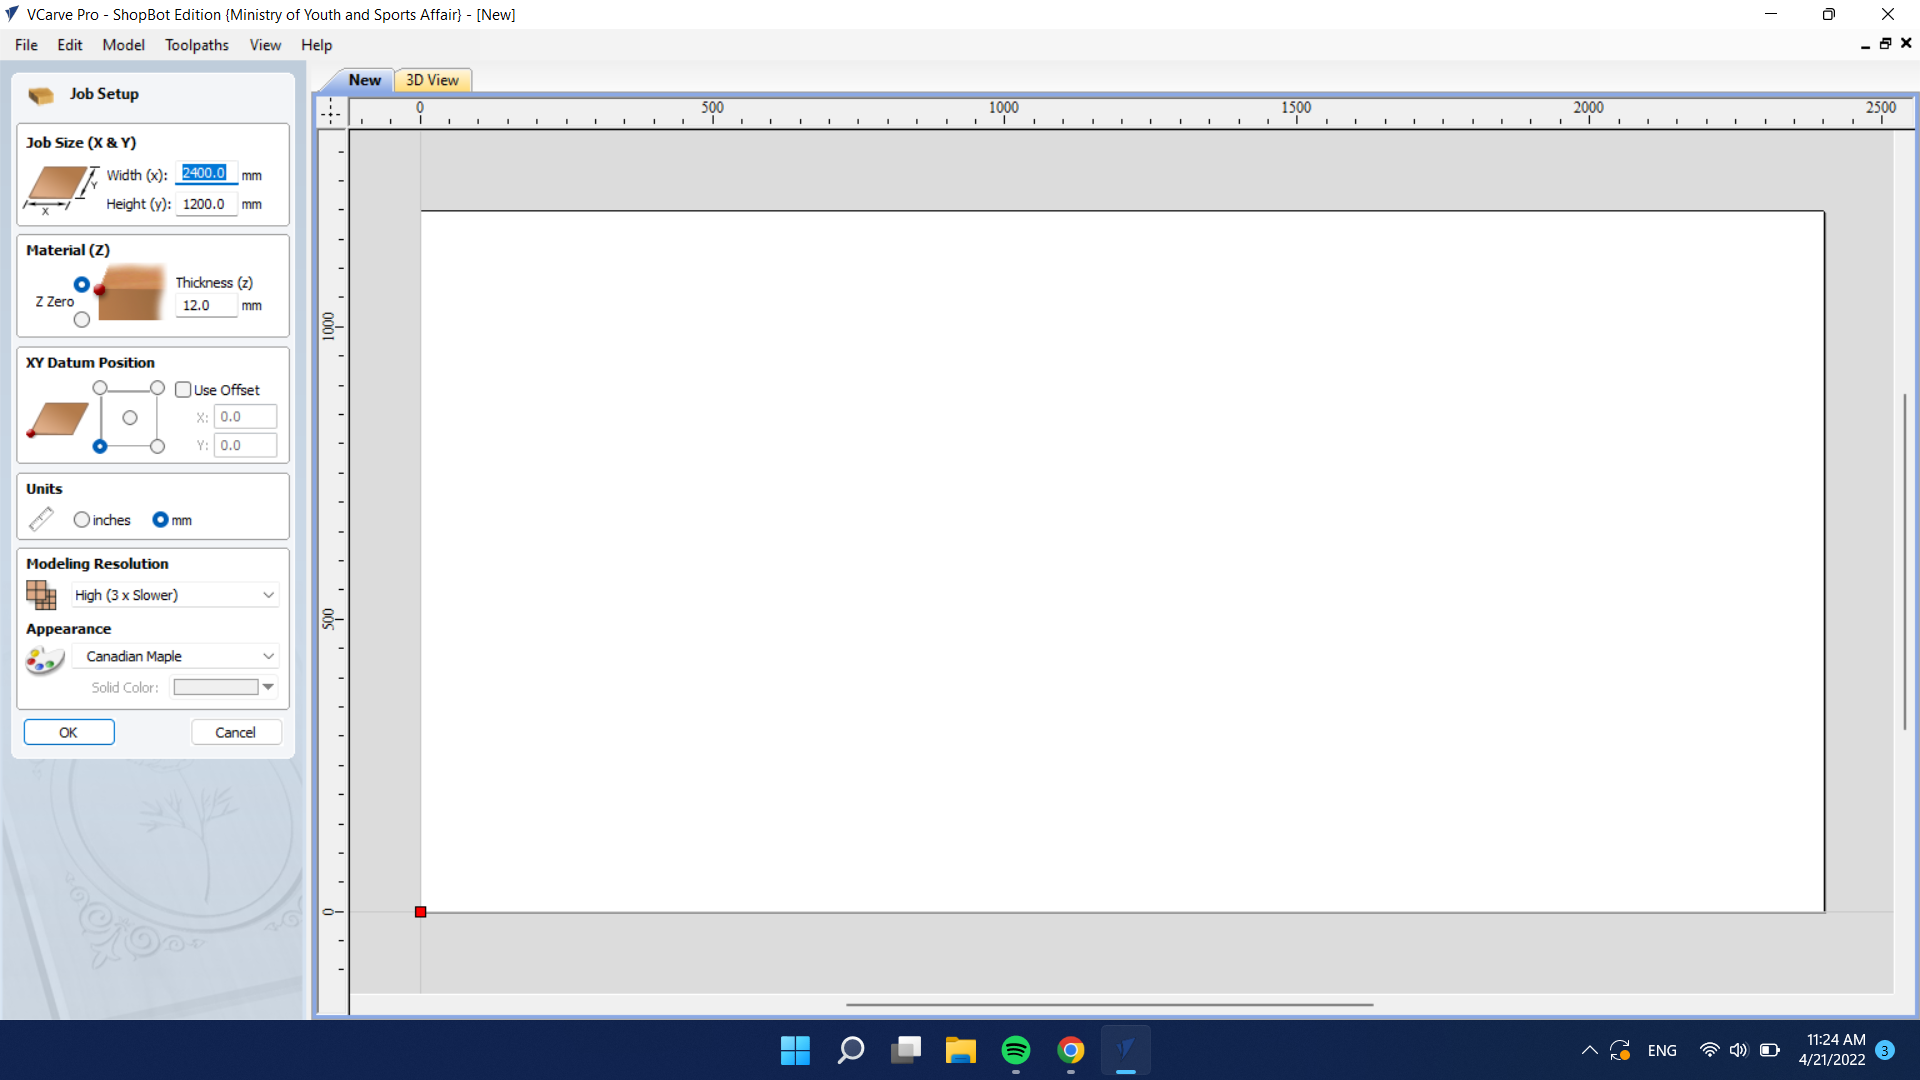 VCarve Pro - ShopBot Edition {Ministry of Youth and Sports Affair} - [New]
File Edit Model Toolpaths View Help
Job Setup
Job Size (X & Y)
Width (x): 2400.0 mm
Height (y): 1200.0 mm
Y
X
Material (Z)
Z Zero
Thickness (z)
12.0 mm
XY Datum Position
Use Offset
X: 0.0
Y: 0.0
Units
inches mm
Modeling Resolution
High (3 x Slower)
Appearance
Canadian Maple
Solid Color:
OK Cancel
New 3D View
0 500 1000 1500 2000 2500
1000
500
0
ENG
11:24 AM
4/21/2022
3